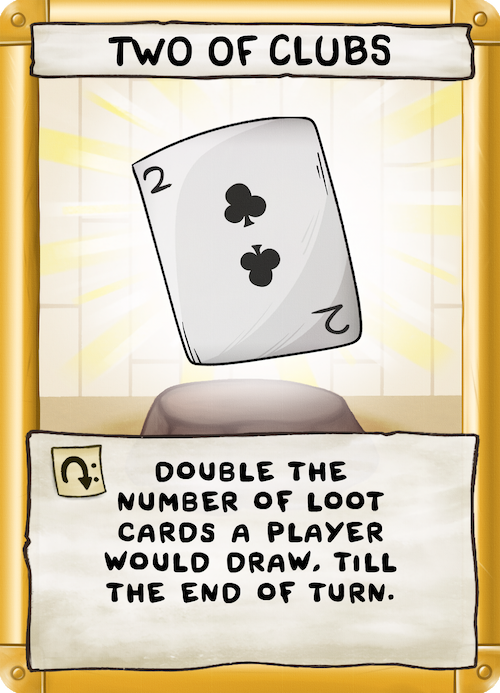 TWO OF CLUBS
2
2
DOUBLE THE
NUMBER OF LOOT
CARDS A PLAYER
WOULD DRAW, TILL
THE END OF TURN.